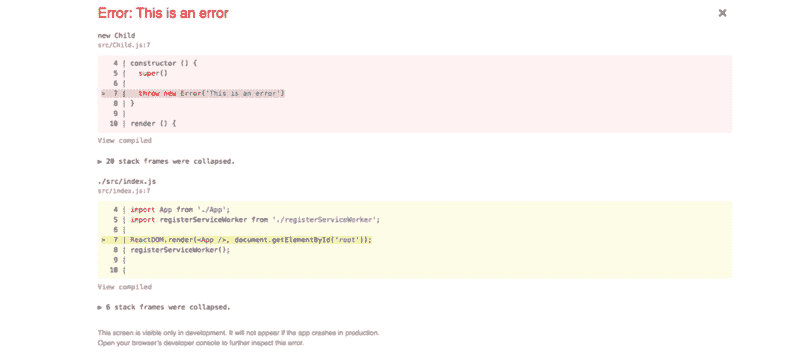 Error: This is an error
×
new Child
src/Child.js:7
4 | constructor () {
5 |   super()
6 |
> 7 |   throw new Error('This is an error')
8 | }
9 |
10 | render () {
View compiled
▶ 20 stack frames were collapsed.
./src/index.js
src/index.js:7
4 | import App from './App';
5 | import registerServiceWorker from './registerServiceWorker';
6 |
> 7 | ReactDOM.render(<App />, document.getElementById('root'));
8 | registerServiceWorker();
9 |
10 |
View compiled
▶ 6 stack frames were collapsed.
This screen is visible only in development. It will not appear if the app crashes in production.
Open your browser's developer console to further inspect this error.